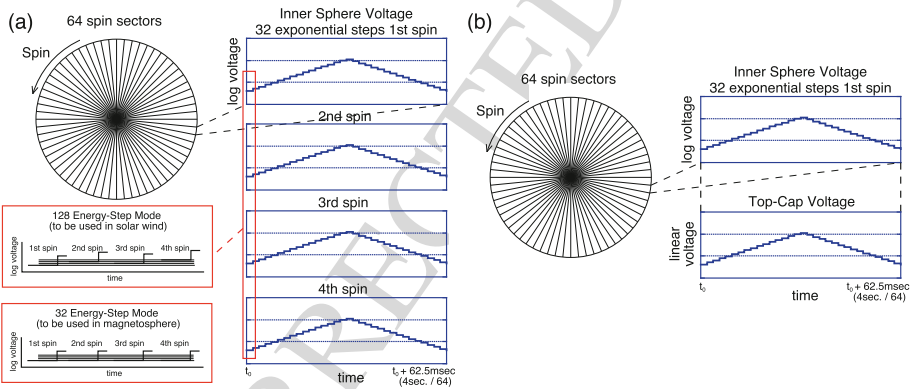 (a)
64 spin sectors
Spin
Inner Sphere Voltage
32 exponential steps 1st spin
log voltage
2nd spin
3rd spin
4th spin
t₀
t₀ + 62.5msec
(4sec. / 64)
time
128 Energy-Step Mode
(to be used in solar wind)
log voltage
1st spin 2nd spin 3rd spin 4th spin
time
32 Energy-Step Mode
(to be used in magnetosphere)
log voltage
1st spin 2nd spin 3rd spin 4th spin
time
(b)
64 spin sectors
Spin
Inner Sphere Voltage
32 exponential steps 1st spin
log voltage
Top-Cap Voltage
linear
voltage
t₀
t₀ + 62.5msec
(4sec. / 64)
time
RECTED